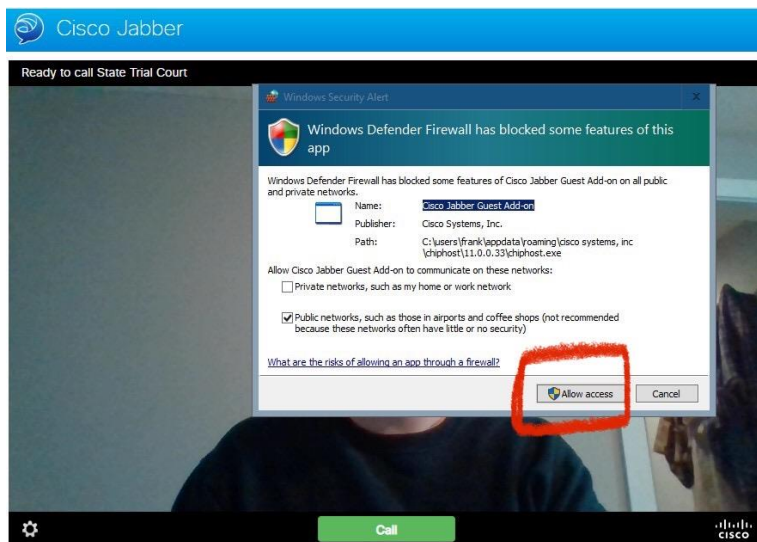 Cisco Jabber
Ready to call State Trial Court
Windows Security Alert
Windows Defender Firewall has blocked some features of this
app
Windows Defender Firewall has blocked some features of Cisco Jabber Guest Add-on on all public
and private networks.
Name: Cisco Jabber Guest Add-on
Publisher: Cisco Systems, Inc.
Path: C:\users\frank\appdata\roaming\cisco systems, inc
\chiphost\11.0.0.33\chiphost.exe
Allow Cisco Jabber Guest Add-on to communicate on these networks:
Private networks, such as my home or work network
Public networks, such as those in airports and coffee shops (not recommended
because these networks often have little or no security)
What are the risks of allowing an app through a firewall?
Allow access Cancel
Call
CISCO